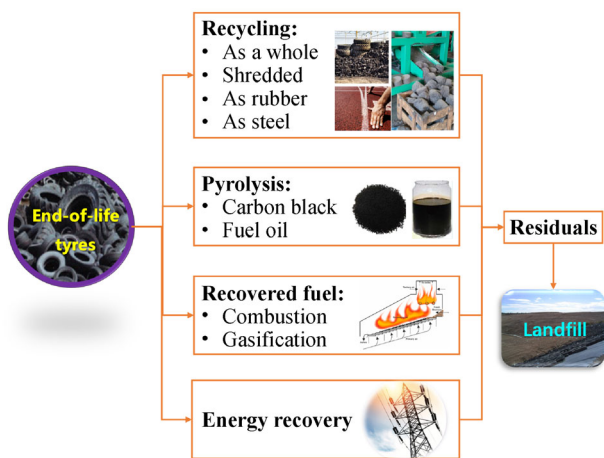 Recycling:
• As a whole
• Shredded
• As rubber
• As steel
End-of-life
tyres
Pyrolysis:
• Carbon black
• Fuel oil
Residuals
Recovered fuel:
• Combustion
• Gasification
Landfill
Energy recovery